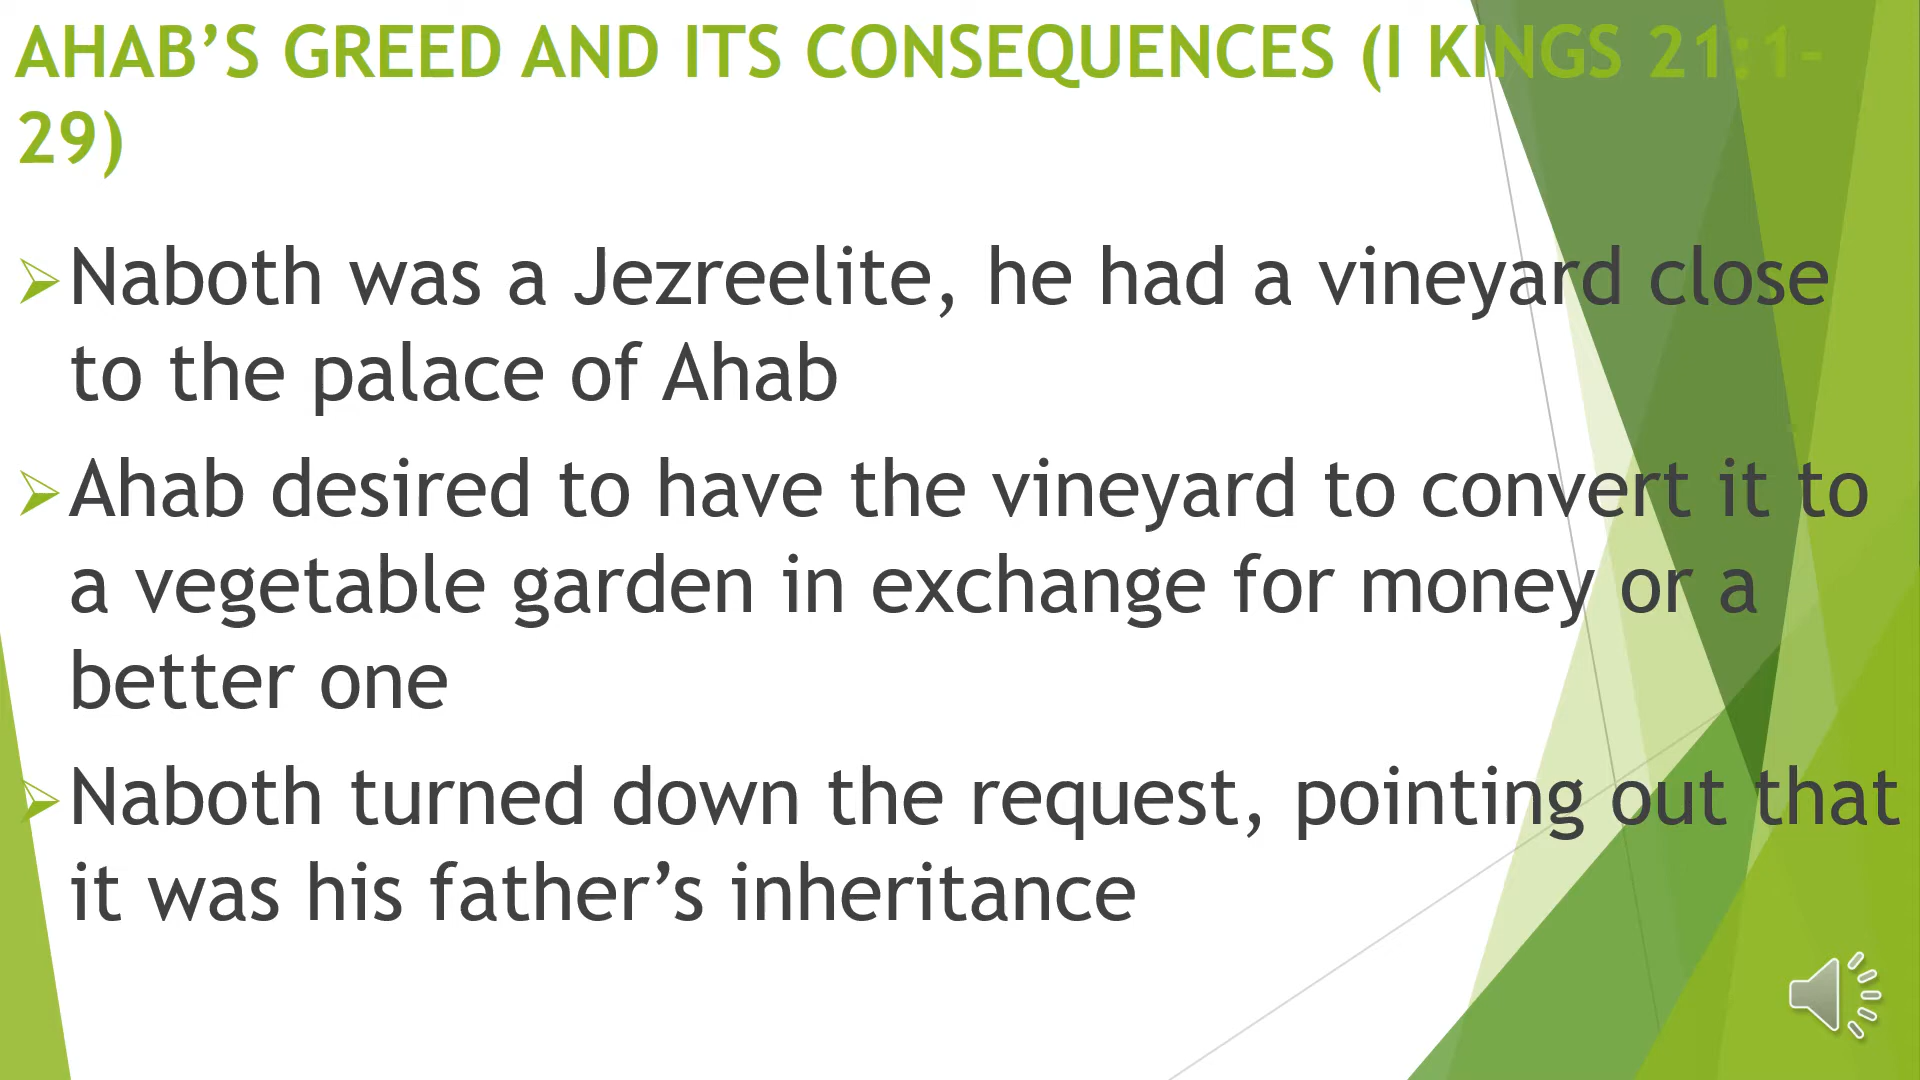 AHAB’S GREED AND ITS CONSEQUENCES (I KINGS 21:1-
29)
➢Naboth was a Jezreelite, he had a vineyard close
to the palace of Ahab
➢Ahab desired to have the vineyard to convert it to
a vegetable garden in exchange for money or a
better one
➢Naboth turned down the request, pointing out that
it was his father’s inheritance